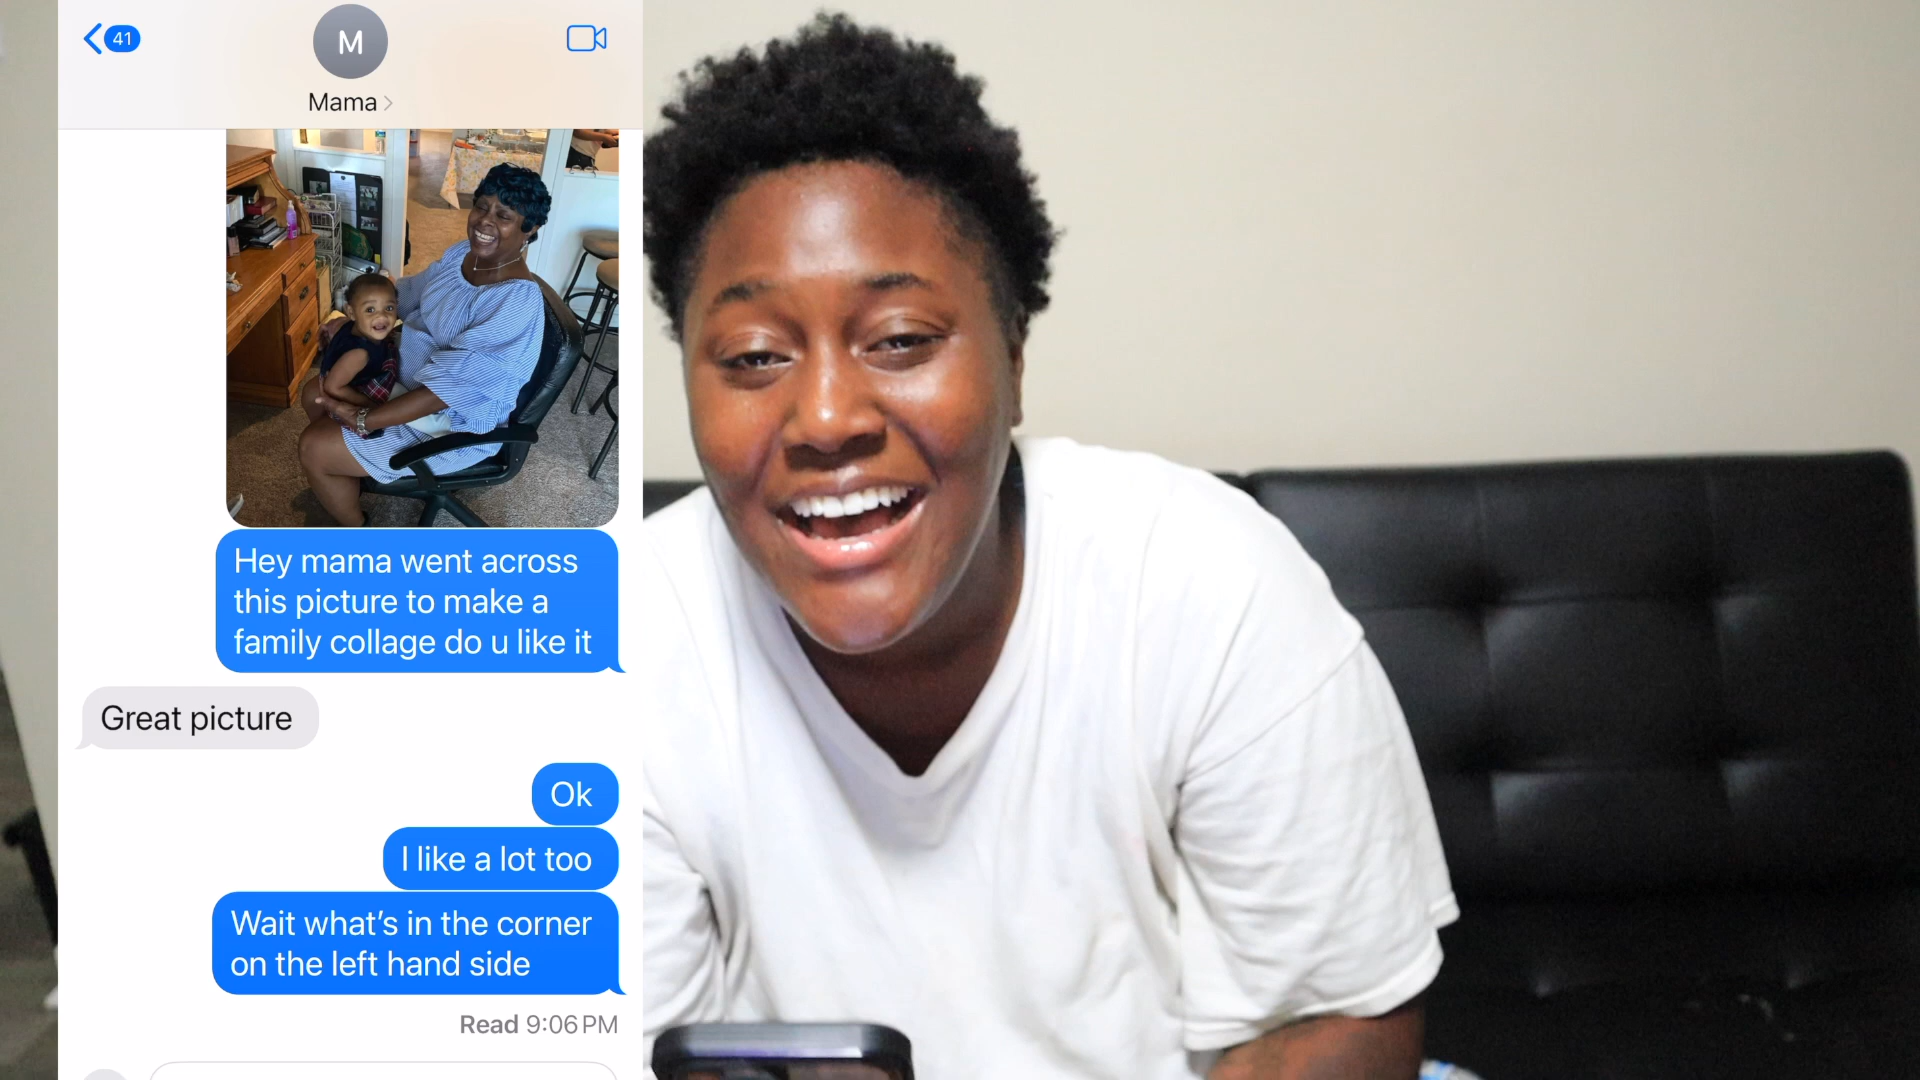 41
M
Mama
Hey mama went across
this picture to make a
family collage do u like it
Great picture
Ok
I like a lot too
Wait what's in the corner
on the left hand side
Read 9:06 PM